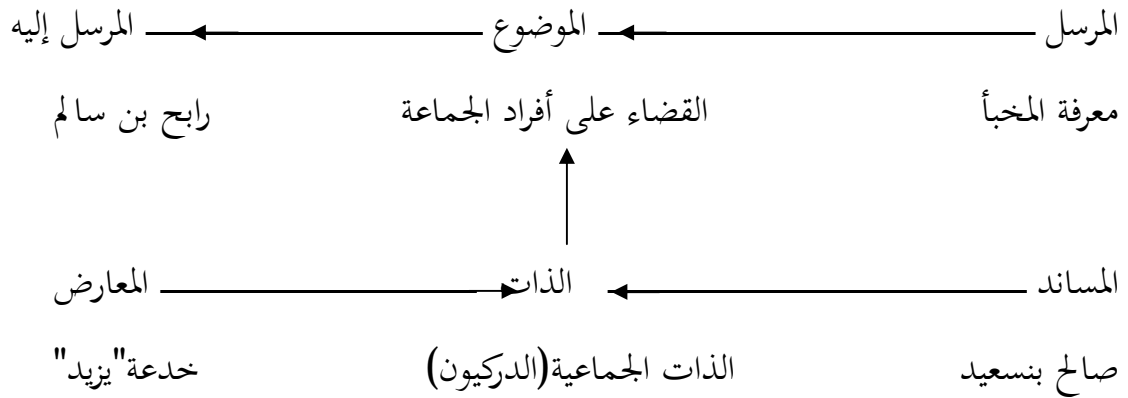 المرسل الموضوع المرسل إليه
معرفة المخبأ القضاء على أفراد الجماعة رابح بن سالم
المساند الذات المعارض
صالح بنسعيد الذات الجماعية(الدركيون) خدعة"يزيد"